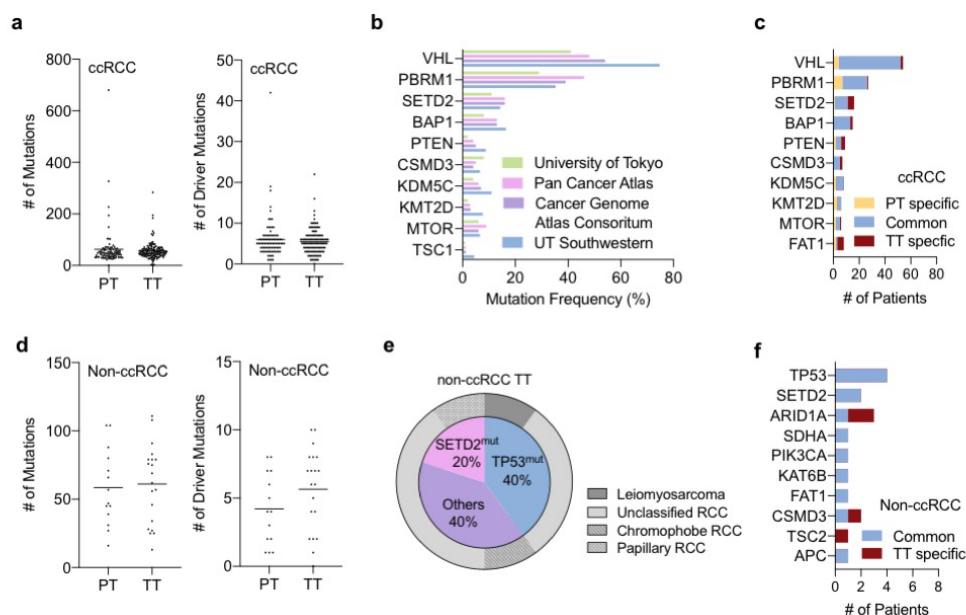 a
ccRCC
# of Mutations
800
600
400
200
0
PT
TT
ccRCC
# of Driver Mutations
50
40
30
20
10
0
PT
TT
b
VHL
PBRM1
SETD2
BAP1
PTEN
CSMD3
KDM5C
KMT2D
MTOR
TSC1
University of Tokyo
Pan Cancer Atlas
Cancer Genome
Atlas Consoritum
UT Southwestern
0 20 40 60 80
Mutation Frequency (%)
c
VHL
PBRM1
SETD2
BAP1
PTEN
CSMD3
KDM5C
KMT2D
MTOR
FAT1
ccRCC
PT specific
Common
TT specfic
0 20 40 60 80
# of Patients
d
Non-ccRCC
# of Mutations
150
100
50
0
PT
TT
Non-ccRCC
# of Driver Mutations
15
10
5
0
PT
TT
e
non-ccRCC TT
SETD2mut
20%
TP53mut
40%
Others
40%
Leiomyosarcoma
Unclassified RCC
Chromophobe RCC
Papillary RCC
f
TP53
SETD2
ARID1A
SDHA
PIK3CA
KAT6B
FAT1
CSMD3
TSC2
APC
Non-ccRCC
Common
TT specific
0 2 4 6 8
# of Patients